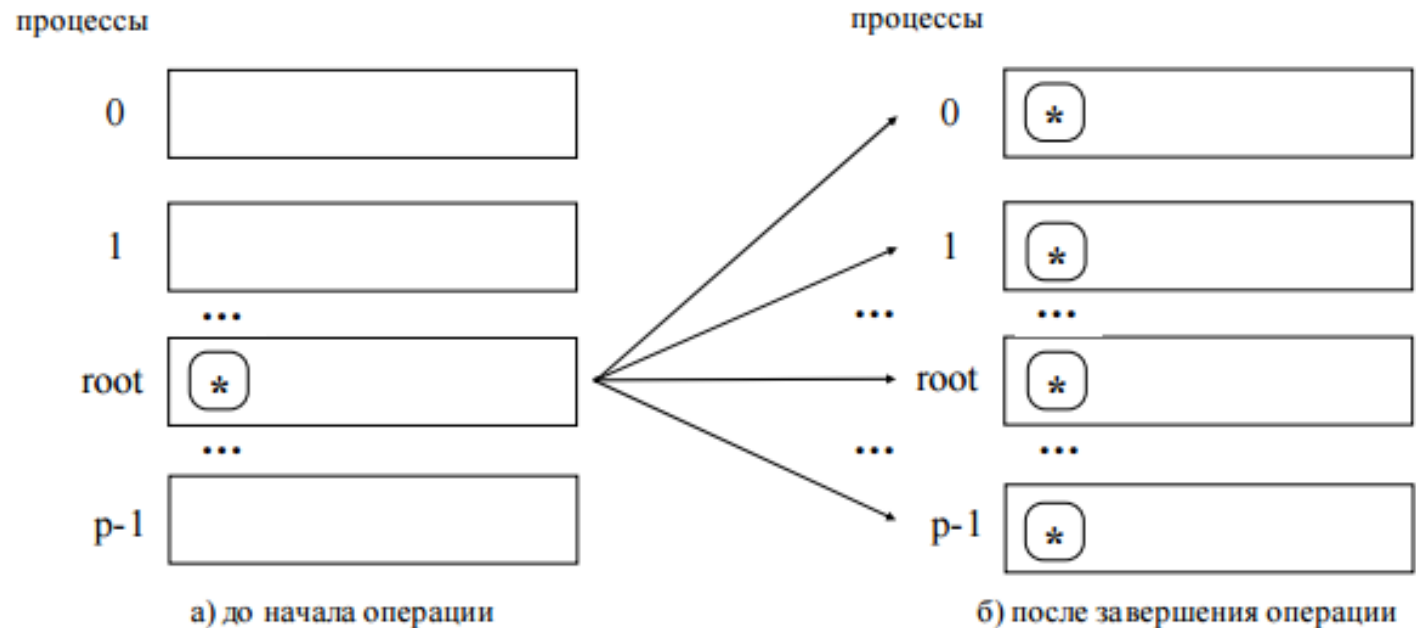 процессы процессы
0 0 *
1 1 *
... ... ...
root * root *
... ... ...
p-1 p-1 *
а) до начала операции б) после завершения операции